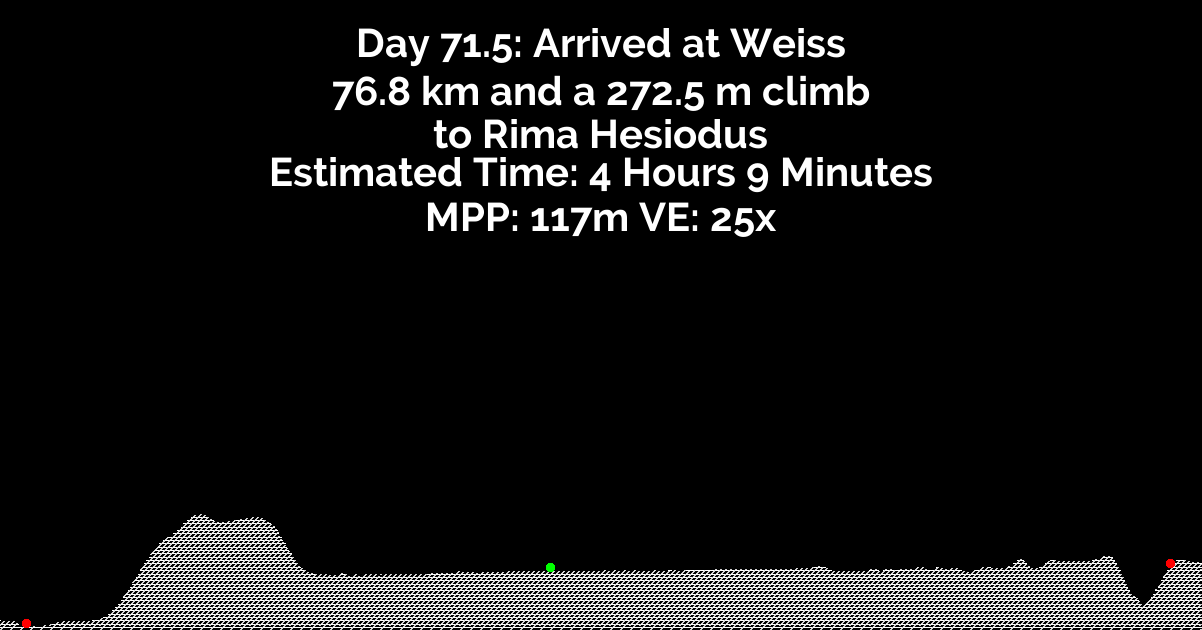 Day 71.5: Arrived at Weiss
76.8 km and a 272.5 m climb
to Rima Hesiodus
Estimated Time: 4 Hours 9 Minutes
MPP: 117m VE: 25x